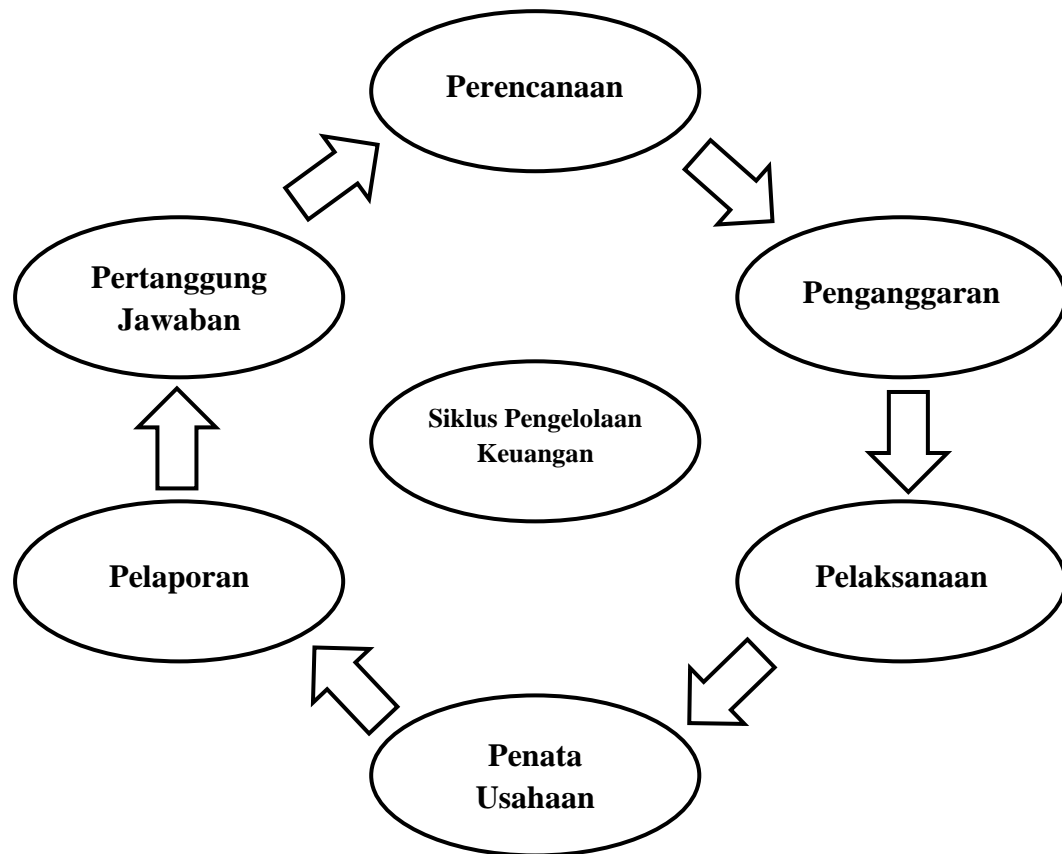 Perencanaan
Penganggaran
Pelaksanaan
Penata
Usahaan
Pelaporan
Pertanggung
Jawaban
Siklus Pengelolaan
Keuangan